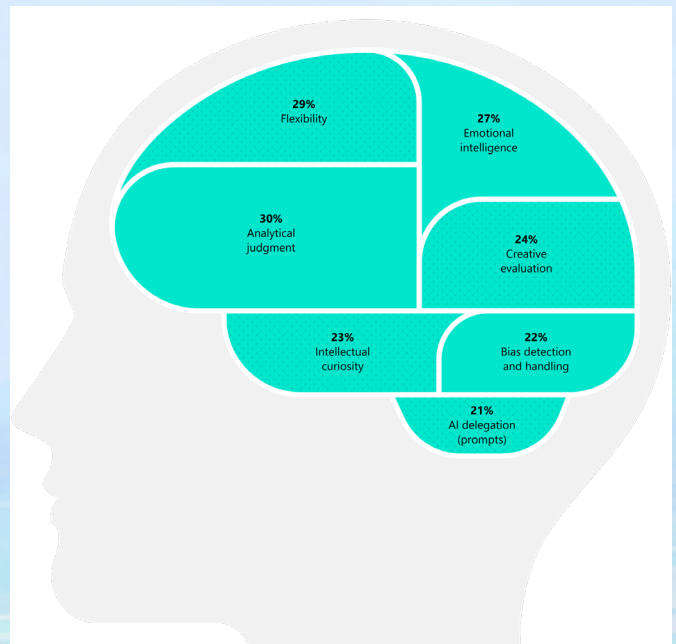 29%
Flexibility
27%
Emotional
intelligence
30%
Analytical
judgment
24%
Creative
evaluation
23%
Intellectual
curiosity
22%
Bias detection
and handling
21%
AI delegation
(prompts)